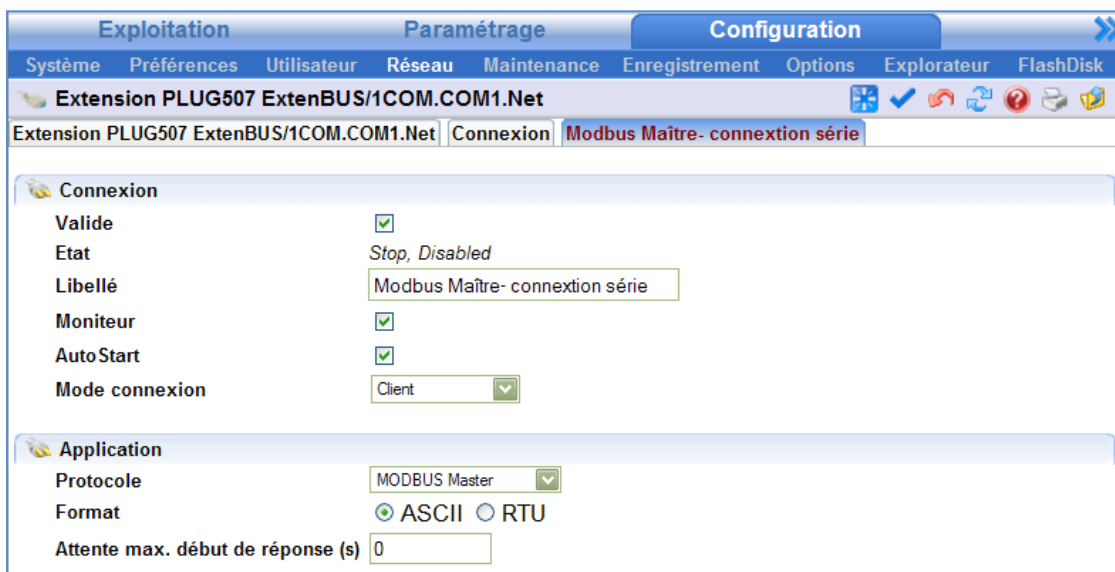 Exploitation Paramétrage Configuration
Système Préférences Utilisateur Réseau Maintenance Enregistrement Options Explorateur FlashDisk
Extension PLUG507 ExtenBUS/1COM.COM1.Net
Extension PLUG507 ExtenBUS/1COM.COM1.Net Connexion Modbus Maître- connextion série
Connexion
Valide
Etat Stop, Disabled
Libellé Modbus Maître- connextion série
Moniteur
AutoStart
Mode connexion Client
Application
Protocole MODBUS Master
Format ASCII RTU
Attente max. début de réponse (s) 0